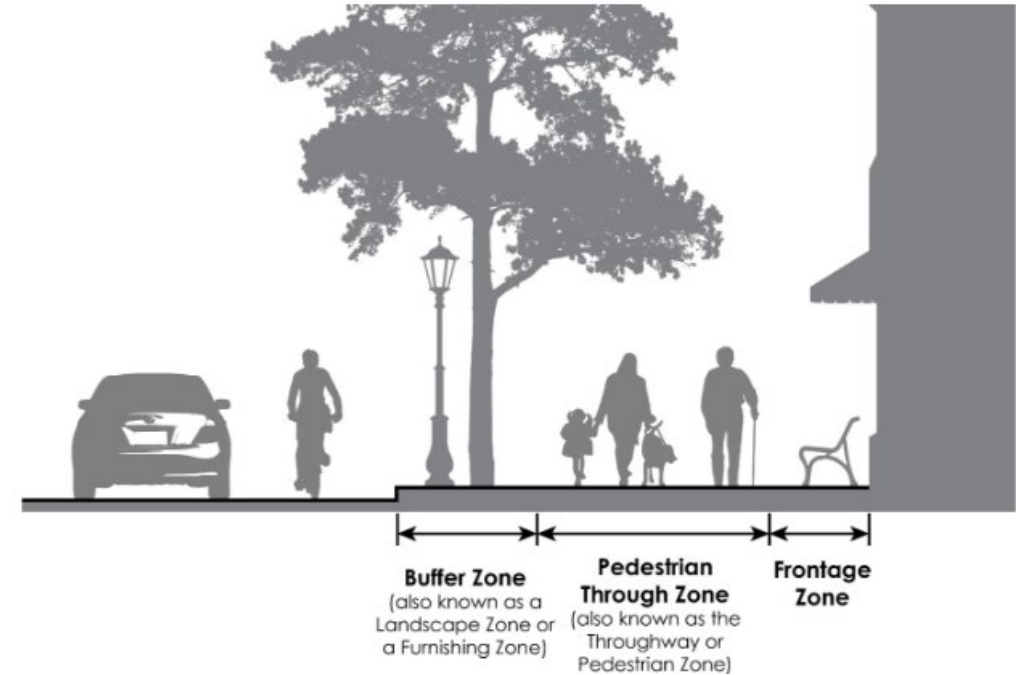 Buffer Zone
(also known as a
Landscape Zone or
a Furnishing Zone)
Pedestrian
Through Zone
(also known as the
Throughway or
Pedestrian Zone)
Frontage
Zone